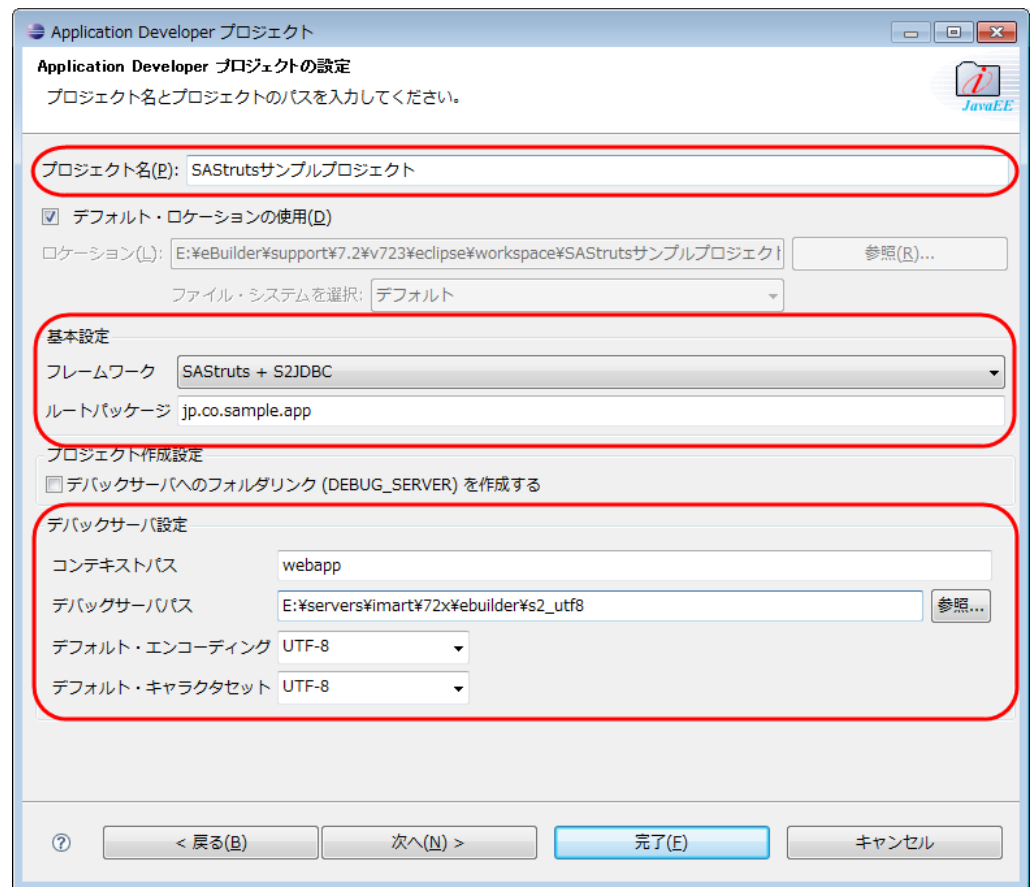 Application Developer プロジェクト
Application Developer プロジェクトの設定
プロジェクト名とプロジェクトのパスを入力してください。
JavaEE
プロジェクト名(P): SAStrutsサンプルプロジェクト
デフォルト・ロケーションの使用(D)
ロケーション(L): E:¥eBuilder¥support¥7.2¥v723¥eclipse¥workspace¥SAStrutsサンプルプロジェクト 参照(R)...
ファイル・システムを選択: デフォルト
基本設定
フレームワーク SAStruts + S2JDBC
ルートパッケージ jp.co.sample.app
プロジェクト作成設定
デバックサーバへのフォルダリンク (DEBUG_SERVER) を作成する
デバックサーバ設定
コンテキストパス webapp
デバッグサーバパス E:¥servers¥imart¥72x¥ebuilder¥s2_utf8 参照...
デフォルト・エンコーディング UTF-8
デフォルト・キャラクタセット UTF-8
? < 戻る(B) 次へ(N) > 完了(F) キャンセル